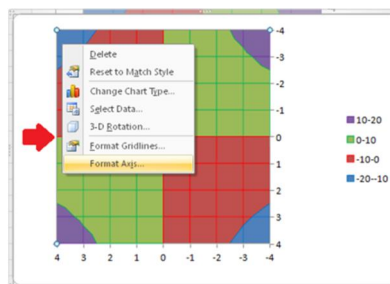 Delete
Reset to Match Style
Change Chart Type...
Select Data...
3-D Rotation...
Format Gridlines...
Format Axis...
-4
-3
-2
-1
0
1
2
3
4
4 3 2 1 0 -1 -2 -3 -4
10-20
0-10
-10-0
-20--10